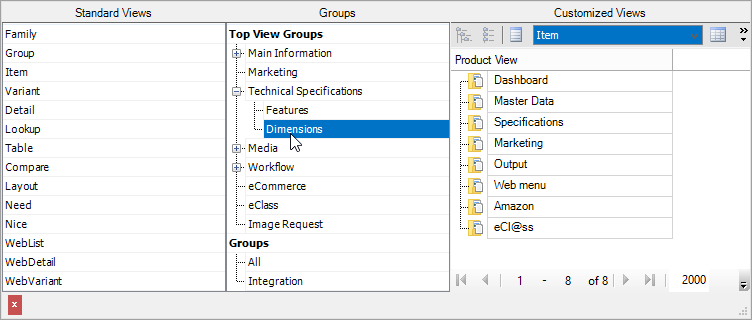 Standard Views
Groups
Customized Views
Family
Group
Item
Variant
Detail
Lookup
Table
Compare
Layout
Need
Nice
WebList
WebDetail
WebVariant
x
Top View Groups
Main Information
Marketing
Technical Specifications
Features
Dimensions
Media
Workflow
eCommerce
eClass
Image Request
Groups
All
Integration
Item
Product View
Dashboard
Master Data
Specifications
Marketing
Output
Web menu
Amazon
eCl@ss
1 - 8 of 8 2000